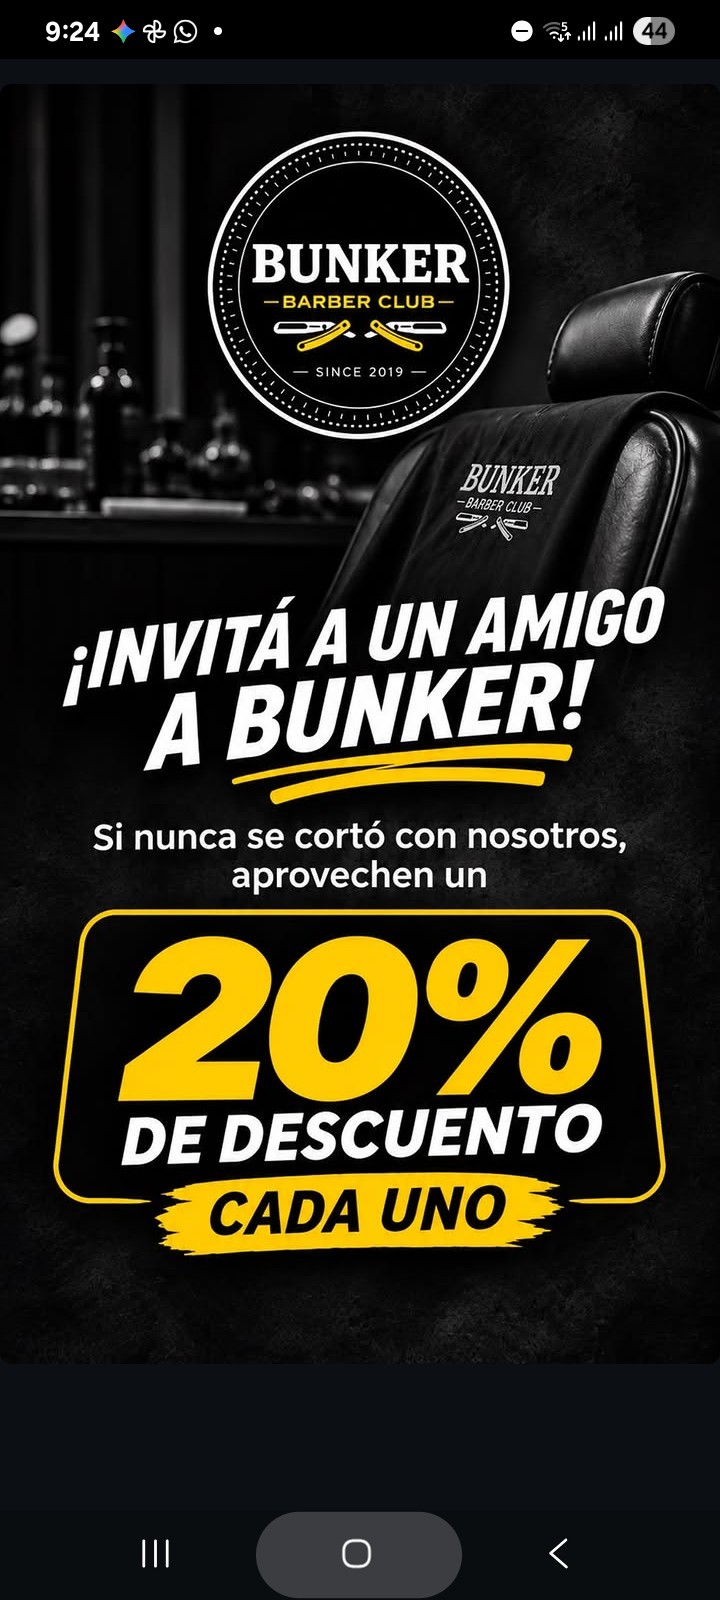 9:24
5
44
BUNKER
BARBER CLUB
SINCE 2019
BUNKER
BARBER CLUB
¡INVITÁ A UN AMIGO
A BUNKER!
Si nunca se cortó con nosotros,
aprovechen un
20%
DE DESCUENTO
CADA UNO